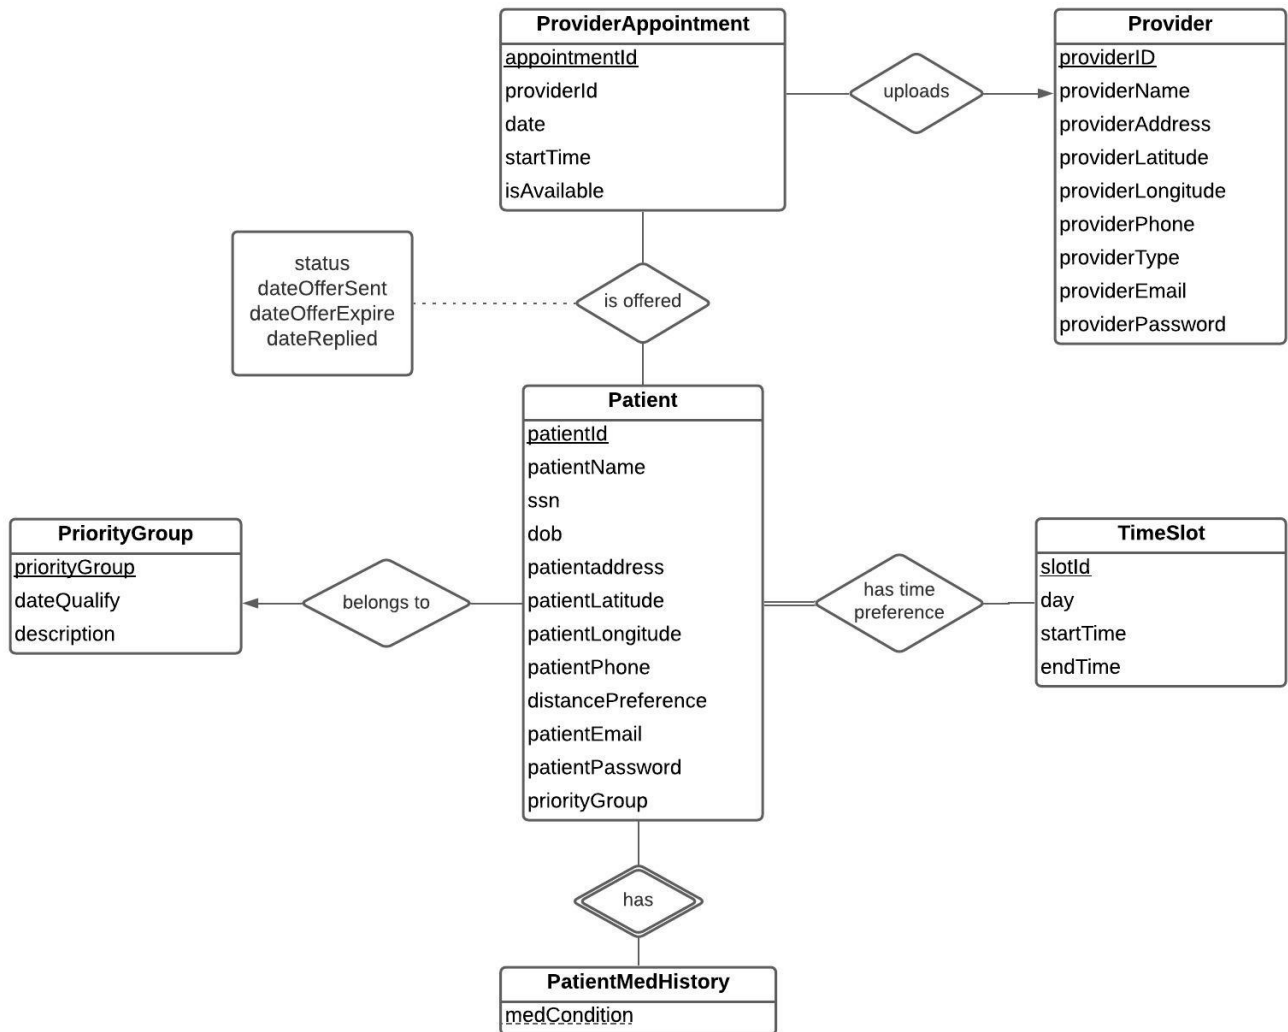 ProviderAppointment
appointmentId
providerId
date
startTime
isAvailable
uploads
Provider
providerID
providerName
providerAddress
providerLatitude
providerLongitude
providerPhone
providerType
providerEmail
providerPassword
status
dateOfferSent
dateOfferExpire
dateReplied
is offered
Patient
patientId
patientName
ssn
dob
patientaddress
patientLatitude
patientLongitude
patientPhone
distancePreference
patientEmail
patientPassword
priorityGroup
PriorityGroup
priorityGroup
dateQualify
description
belongs to
has time
preference
TimeSlot
slotId
day
startTime
endTime
has
PatientMedHistory
medCondition